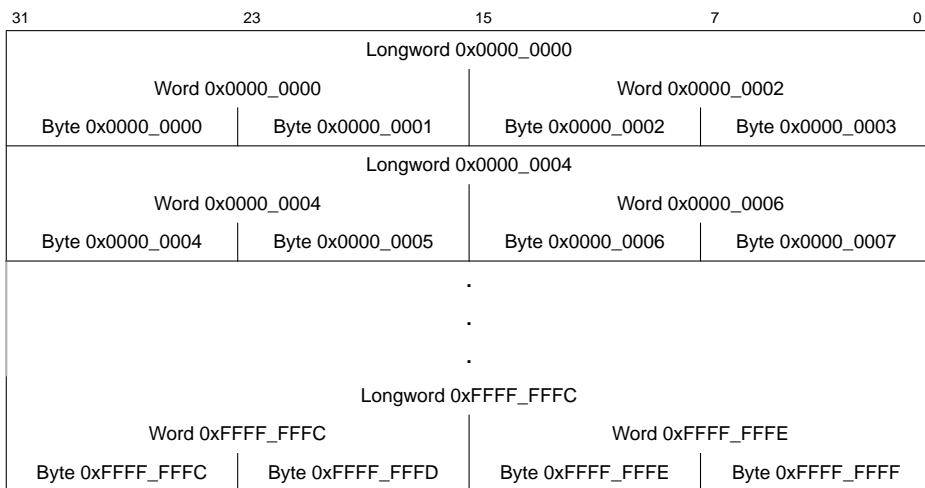 31 23 15 7 0
Longword 0x0000_0000
Word 0x0000_0000 Word 0x0000_0002
Byte 0x0000_0000 Byte 0x0000_0001 Byte 0x0000_0002 Byte 0x0000_0003
Longword 0x0000_0004
Word 0x0000_0004 Word 0x0000_0006
Byte 0x0000_0004 Byte 0x0000_0005 Byte 0x0000_0006 Byte 0x0000_0007
.
.
.
Longword 0xFFFF_FFFC
Word 0xFFFF_FFFC Word 0xFFFF_FFFE
Byte 0xFFFF_FFFC Byte 0xFFFF_FFFD Byte 0xFFFF_FFFE Byte 0xFFFF_FFFF